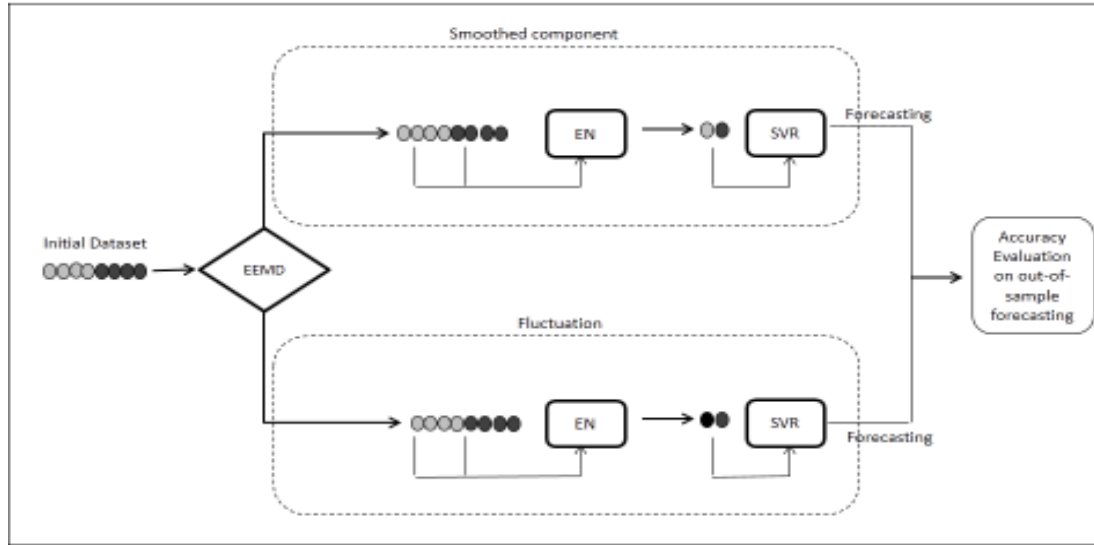 Smoothed component
Forecasting
EN
SVR
Initial Dataset
EEMD
Accuracy
Evaluation
on out-of-
sample
forecasting
Fluctuation
EN
SVR
Forecasting